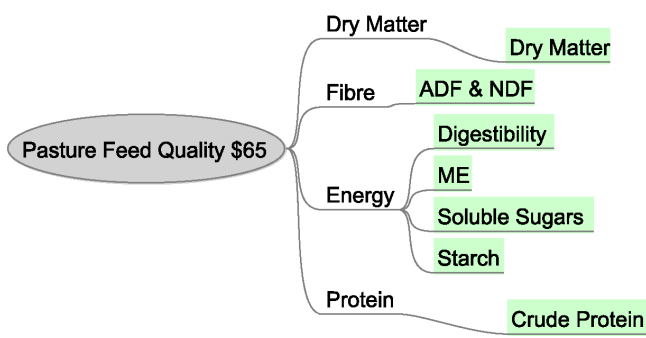 Pasture Feed Quality $65
Dry Matter
Dry Matter
Fibre
ADF & NDF
Energy
Digestibility
ME
Soluble Sugars
Starch
Protein
Crude Protein